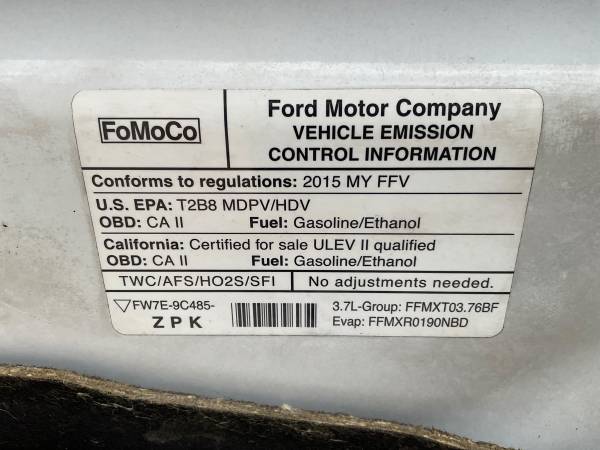 FoMoCo
Ford Motor Company
VEHICLE EMISSION
CONTROL INFORMATION
Conforms to regulations: 2015 MY FFV
U.S. EPA: T2B8 MDPV/HDV
OBD: CA II Fuel: Gasoline/Ethanol
California: Certified for sale ULEV II qualified
OBD: CA II Fuel: Gasoline/Ethanol
TWC/AFS/HO2S/SFI No adjustments needed.
FW7E-9C485-
Z P K
3.7L-Group: FFMXT03.76BF
Evap: FFMXR0190NBD